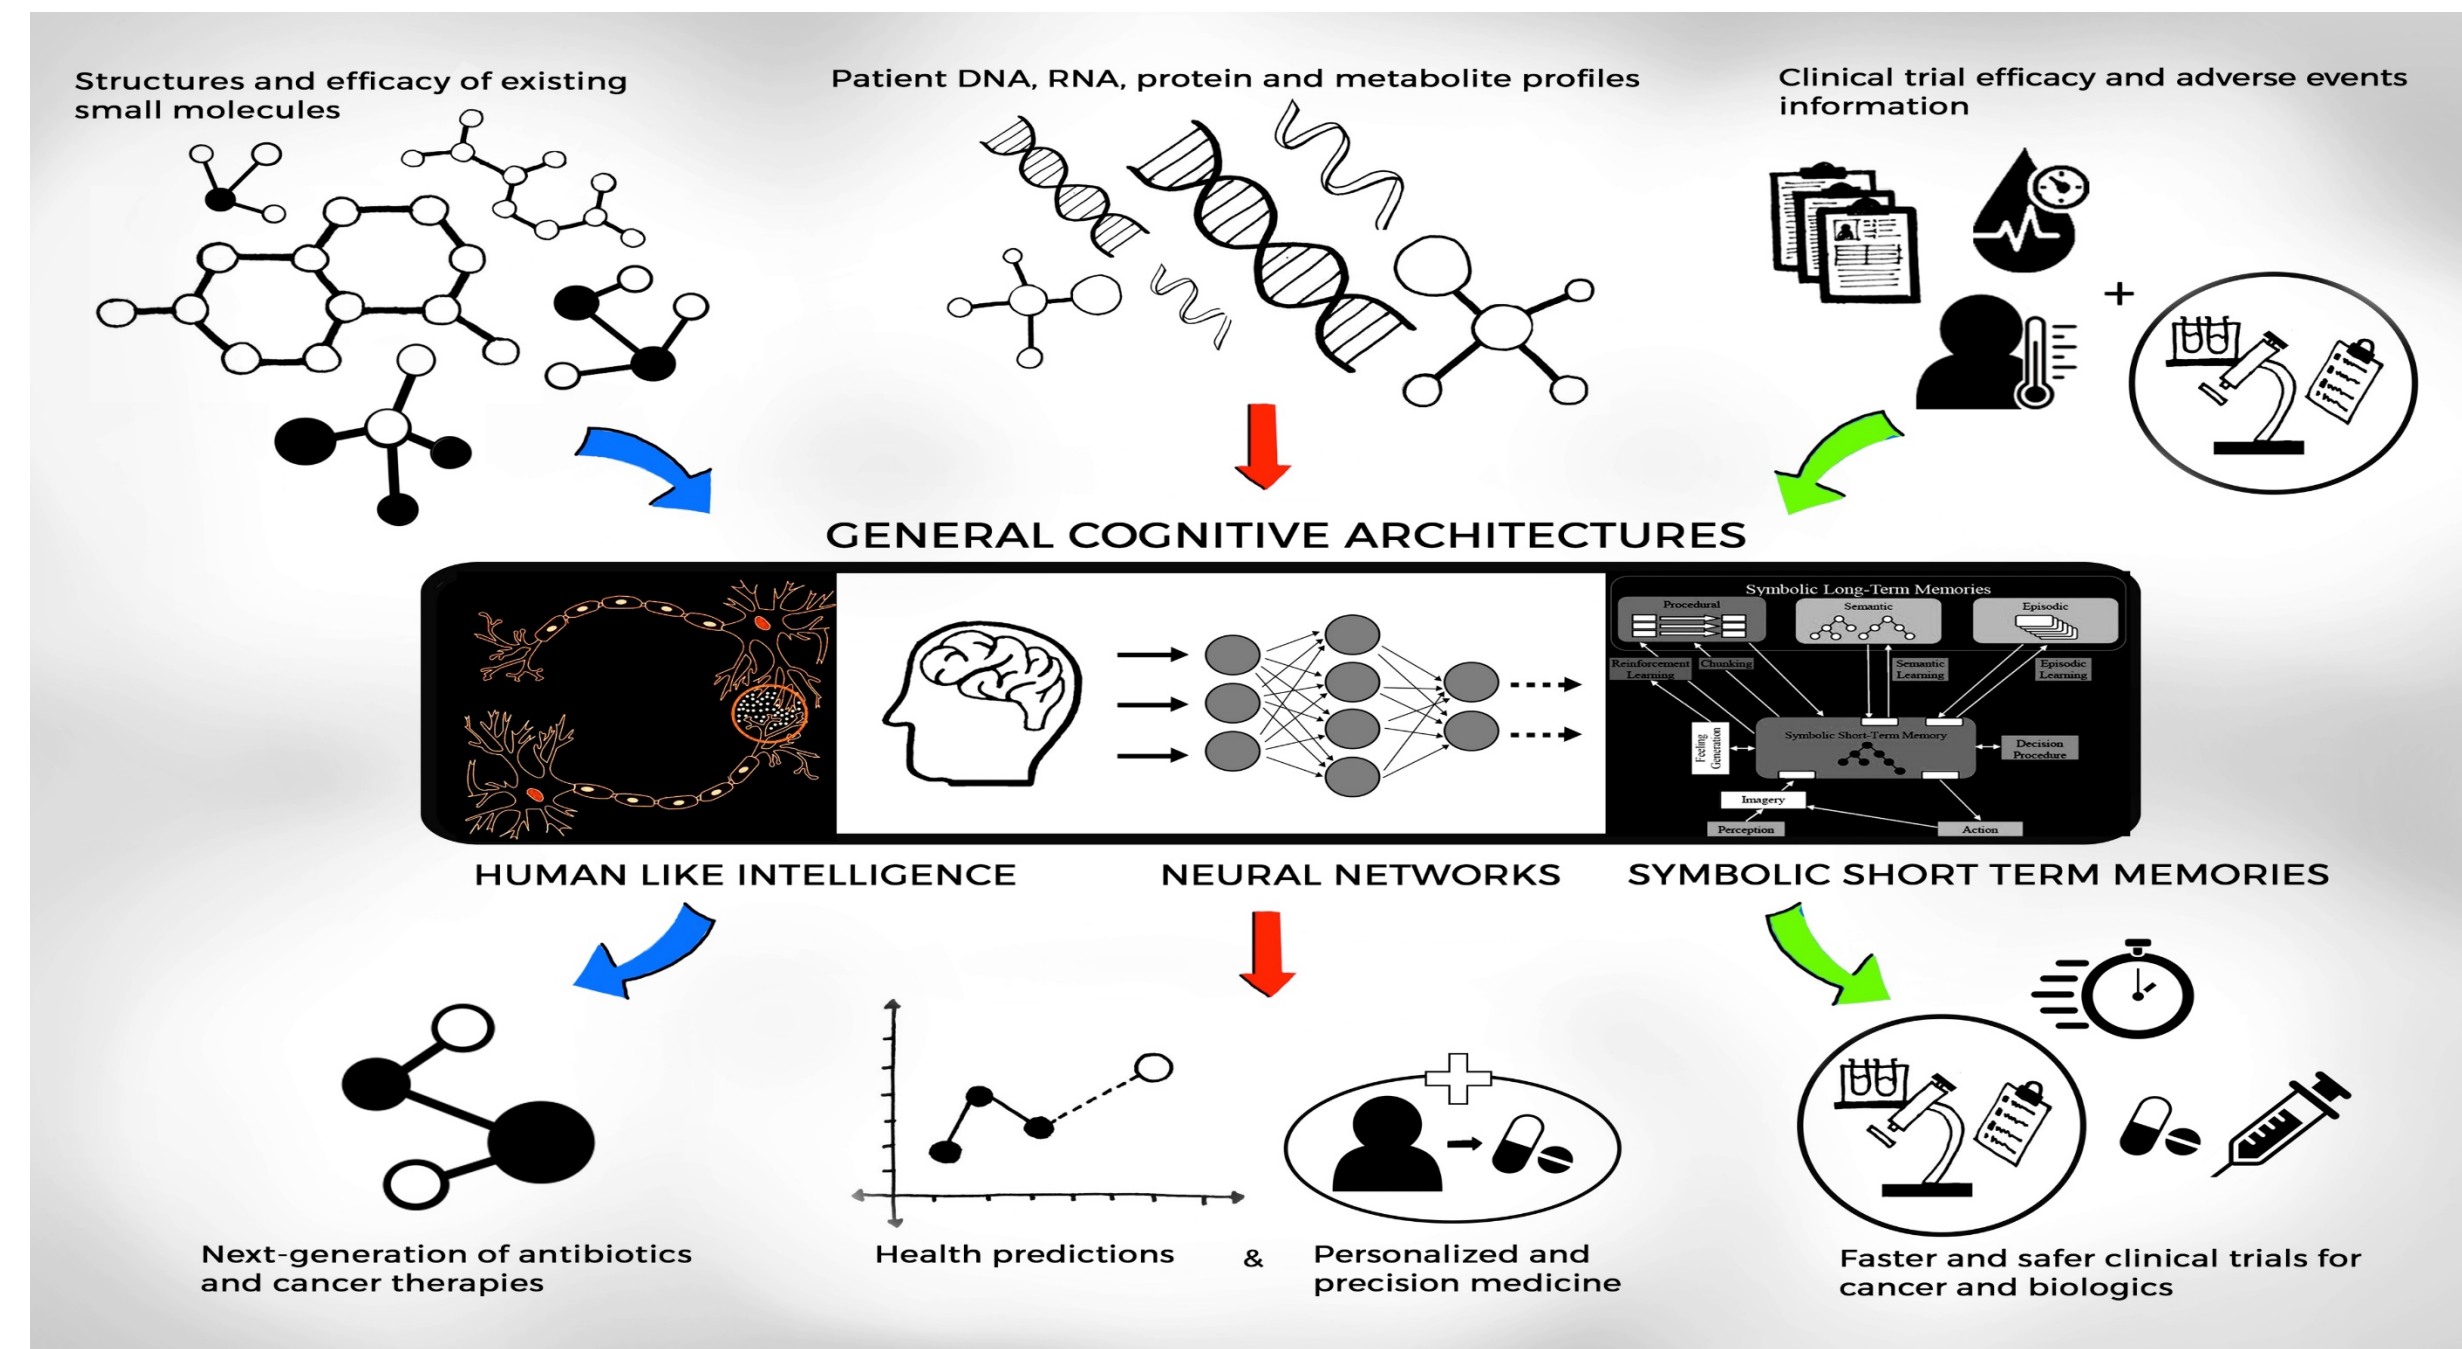 Structures and efficacy of existing
small molecules
Patient DNA, RNA, protein and metabolite profiles
Clinical trial efficacy and adverse events
information
+
GENERAL COGNITIVE ARCHITECTURES
Symbolic Long-Term Memories
Procedural
Semantic
Episodic
Reinforcement
Learning
Chunking
Semantic
Learning
Episodic
Learning
Feeling
Generation
Symbolic Short-Term Memory
Decision
Procedure
Imagery
Perception
Action
HUMAN LIKE INTELLIGENCE
NEURAL NETWORKS
SYMBOLIC SHORT TERM MEMORIES
Next-generation of antibiotics
and cancer therapies
Health predictions
&
Personalized and
precision medicine
Faster and safer clinical trials for
cancer and biologics